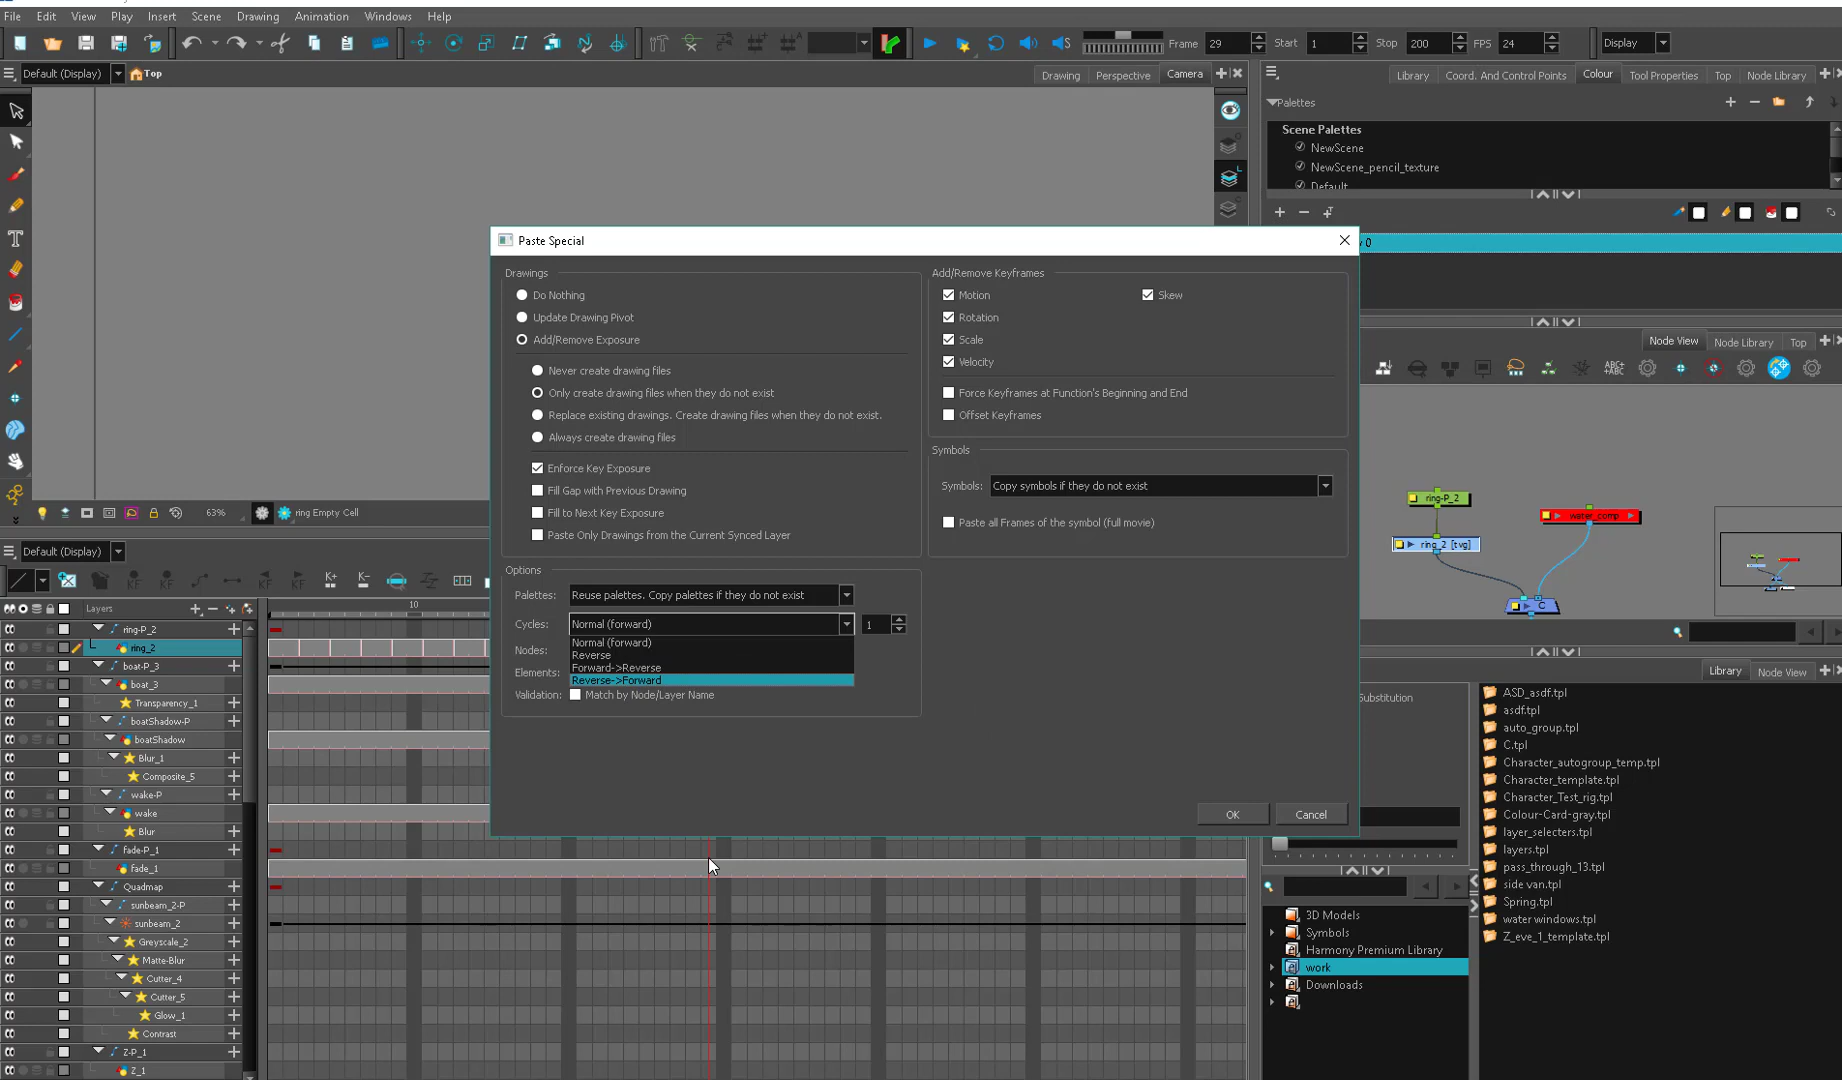 File Edit View Play Insert Scene Drawing Animation Windows Help
Frame 29 Start 1 Stop 200 FPS 24 Display
Default (Display) Top
Drawing Perspective Camera
Library Coord. And Control Points Colour Tool Properties Top Node Library
Palettes
Scene Palettes
NewScene
NewScene_pencil_texture
Default
Paste Special
Drawings
Do Nothing
Update Drawing Pivot
Add/Remove Exposure
Never create drawing files
Only create drawing files when they do not exist
Replace existing drawings. Create drawing files when they do not exist.
Always create drawing files
Enforce Key Exposure
Fill Gap with Previous Drawing
Fill to Next Key Exposure
Paste Only Drawings from the Current Synced Layer
Options
Palettes: Reuse palettes. Copy palettes if they do not exist
Cycles: Normal (forward) 1
Normal (forward)
Nodes:
Reverse
Forward->Reverse
Elements:
Reverse->Forward
Validation: Match by Node/Layer Name
Add/Remove Keyframes
Motion Skew
Rotation
Scale
Velocity
Force Keyframes at Function's Beginning and End
Offset Keyframes
Symbols
Symbols: Copy symbols if they do not exist
Paste all Frames of the symbol (full movie)
OK Cancel
Node View Node Library Top
ring-P_2
water_comp
ring_2 [tvg]
C
63% ring Empty Cell
Default (Display)
Layers
10
ring-P_2
ring_2
boat-P_3
boat_3
Transparency_1
boatShadow-P
boatShadow
Blur_1
Composite_5
wake-P
wake
Blur
fade-P_1
fade_1
Quadmap
sunbeam_2-P
sunbeam_2
Greyscale_2
Matte-Blur
Cutter_4
Cutter_5
Glow_1
Contrast
Z-P_1
Z_1
Substitution
Library Node View
3D Models
Symbols
Harmony Premium Library
work
Downloads
ASD_asdf.tpl
asdf.tpl
auto_group.tpl
C.tpl
Character_autogroup_temp.tpl
Character_template.tpl
Character_Test_rig.tpl
Colour-Card-gray.tpl
layer_selecters.tpl
layers.tpl
pass_through_13.tpl
side van.tpl
Spring.tpl
water windows.tpl
Z_eve_1_template.tpl